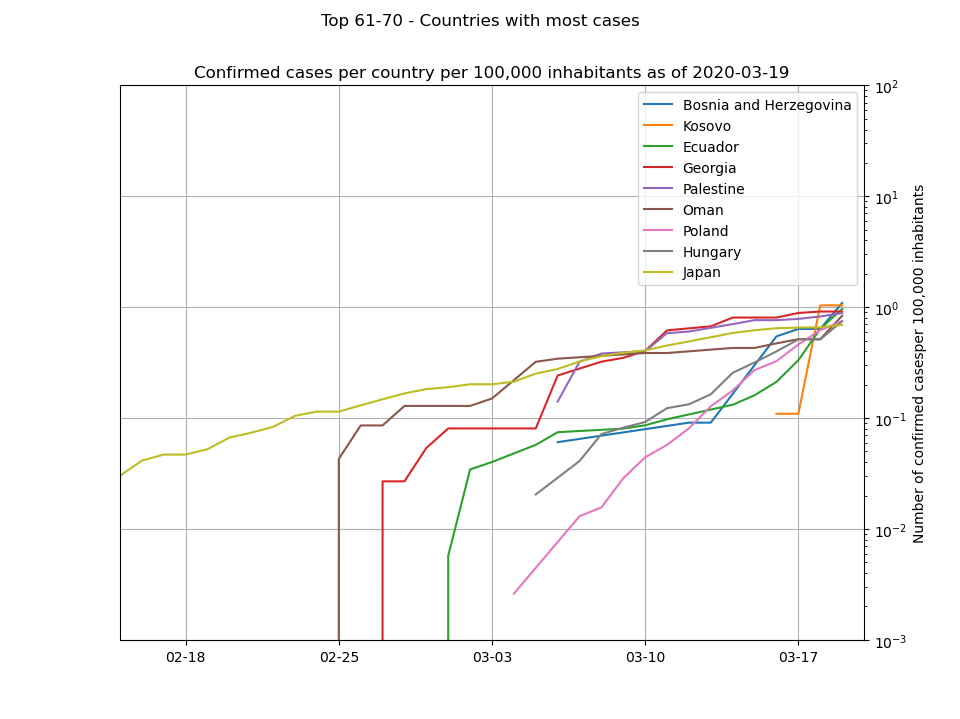 Top 61-70 - Countries with most cases
Confirmed cases per country per 100,000 inhabitants as of 2020-03-19
Bosnia and Herzegovina
Kosovo
Ecuador
Georgia
Palestine
Oman
Poland
Hungary
Japan
10²
10¹
10⁰
10⁻¹
10⁻²
10⁻³
Number of confirmed casesper 100,000 inhabitants
02-18
02-25
03-03
03-10
03-17